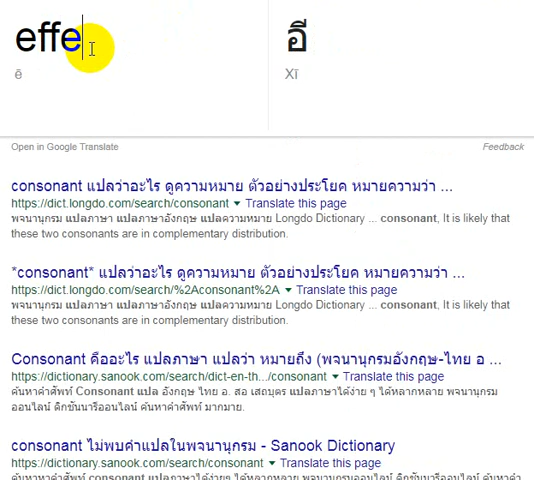 effe
อี
ē
Xī
Open in Google Translate
Feedback
consonant แปลว่าอะไร ดูความหมาย ตัวอย่างประโยค หมายความว่า ...
https://dict.longdo.com/search/consonant ▼ Translate this page
พจนานุกรม แปลภาษา แปลภาษาอังกฤษ แปลความหมาย Longdo Dictionary ... consonant, It is likely that
these two consonants are in complementary distribution.
*consonant* แปลว่าอะไร ดูความหมาย ตัวอย่างประโยค หมายความว่า ...
https://dict.longdo.com/search/%2Aconsonant%2A ▼ Translate this page
พจนานุกรม แปลภาษา แปลภาษาอังกฤษ แปลความหมาย Longdo Dictionary ... consonant, It is likely that
these two consonants are in complementary distribution.
Consonant คืออะไร แปลภาษา แปลว่า หมายถึง (พจนานุกรมอังกฤษ-ไทย อ ...
https://dictionary.sanook.com/search/dict-en-th.../consonant ▼ Translate this page
ค้นหาคำศัพท์ Consonant แปล อังกฤษ ไทย อ. สอ เสถบุตร แปลภาษาได้ง่าย ๆ ได้หลากหลาย พจนานุกรม
ออนไลน์ ดิกชันนารีออนไลน์ ค้นหาคำศัพท์ มากมาย.
consonant ไม่พบคำแปลในพจนานุกรม - Sanook Dictionary
https://dictionary.sanook.com/search/consonant ▼ Translate this page